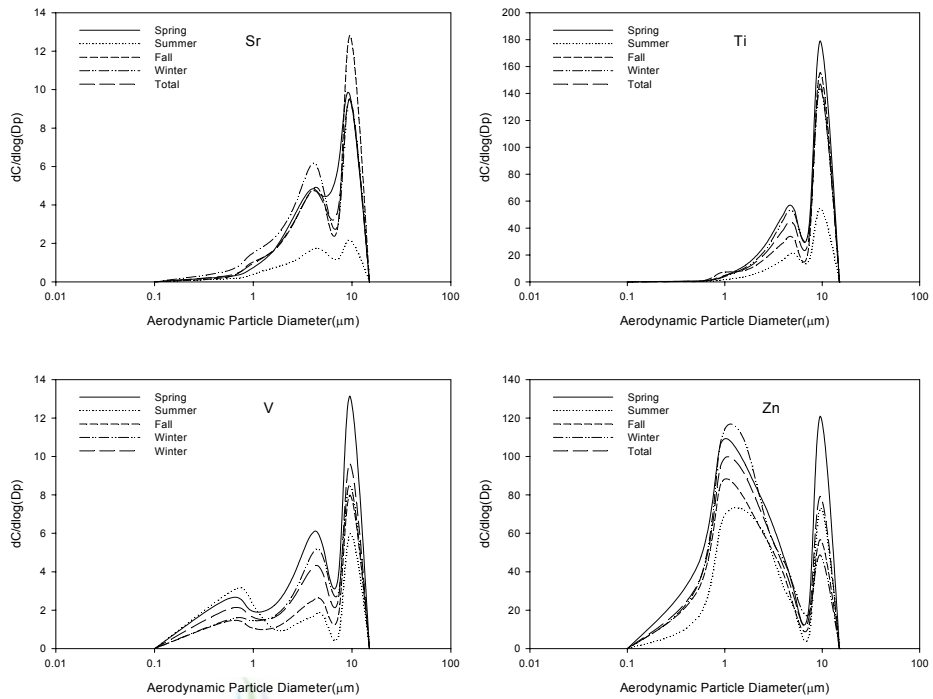 Sr
Spring
Summer
Fall
Winter
Total
dC/dlog(Dp)
14
12
10
8
6
4
2
0
0.01 0.1 1 10 100
Aerodynamic Particle Diameter(μm)
Ti
Spring
Summer
Fall
Winter
Total
dC/dlog(Dp)
200
180
160
140
120
100
80
60
40
20
0
0.01 0.1 1 10 100
Aerodynamic Particle Diameter(μm)
V
Spring
Summer
Fall
Winter
Winter
dC/dlog(Dp)
14
12
10
8
6
4
2
0
0.01 0.1 1 10 100
Aerodynamic Particle Diameter(μm)
Zn
Spring
Summer
Fall
Winter
Total
dC/dlog(Dp)
140
120
100
80
60
40
20
0
0.01 0.1 1 10 100
Aerodynamic Particle Diameter(μm)